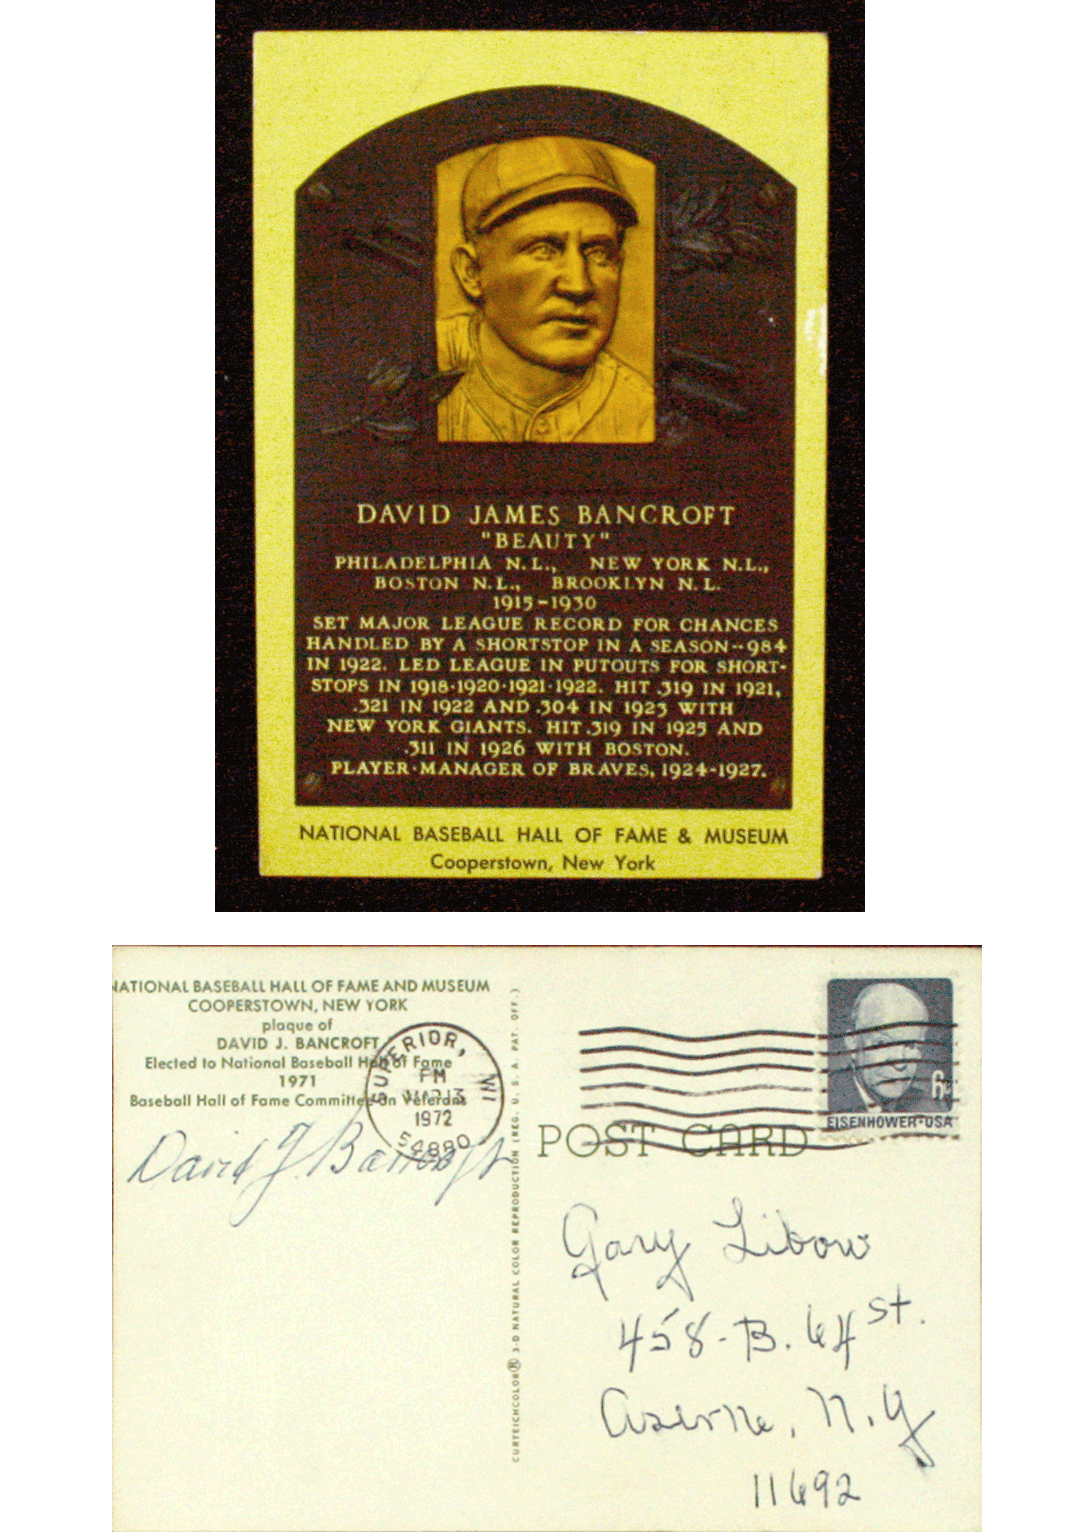 DAVID JAMES BANCROFT
"BEAUTY"
PHILADELPHIA N.L., NEW YORK N.L.,
BOSTON N.L., BROOKLYN N.L.
1915-1930
SET MAJOR LEAGUE RECORD FOR CHANCES
HANDLED BY A SHORTSTOP IN A SEASON--984
IN 1922. LED LEAGUE IN PUTOUTS FOR SHORT-
STOPS IN 1918-1920-1921-1922. HIT .319 IN 1921,
.321 IN 1922 AND .304 IN 1923 WITH
NEW YORK GIANTS. HIT .319 IN 1925 AND
.311 IN 1926 WITH BOSTON.
PLAYER-MANAGER OF BRAVES, 1924-1927.
NATIONAL BASEBALL HALL OF FAME & MUSEUM
Cooperstown, New York
NATIONAL BASEBALL HALL OF FAME AND MUSEUM
COOPERSTOWN, NEW YORK
plaque of
DAVID J. BANCROFT
Elected to National Baseball Hall of Fame
1971
Baseball Hall of Fame Committee on Veterans
David J. Bancroft
SUPERIOR, WI
PM
13
1972
54880
CURTEICHCOLOR® 3-D NATURAL COLOR REPRODUCTION (REG. U. S. A. PAT. OFF.)
6c
EISENHOWER·USA
POST CARD
Gary Libow
458-B. 64 st.
N.Y
11692